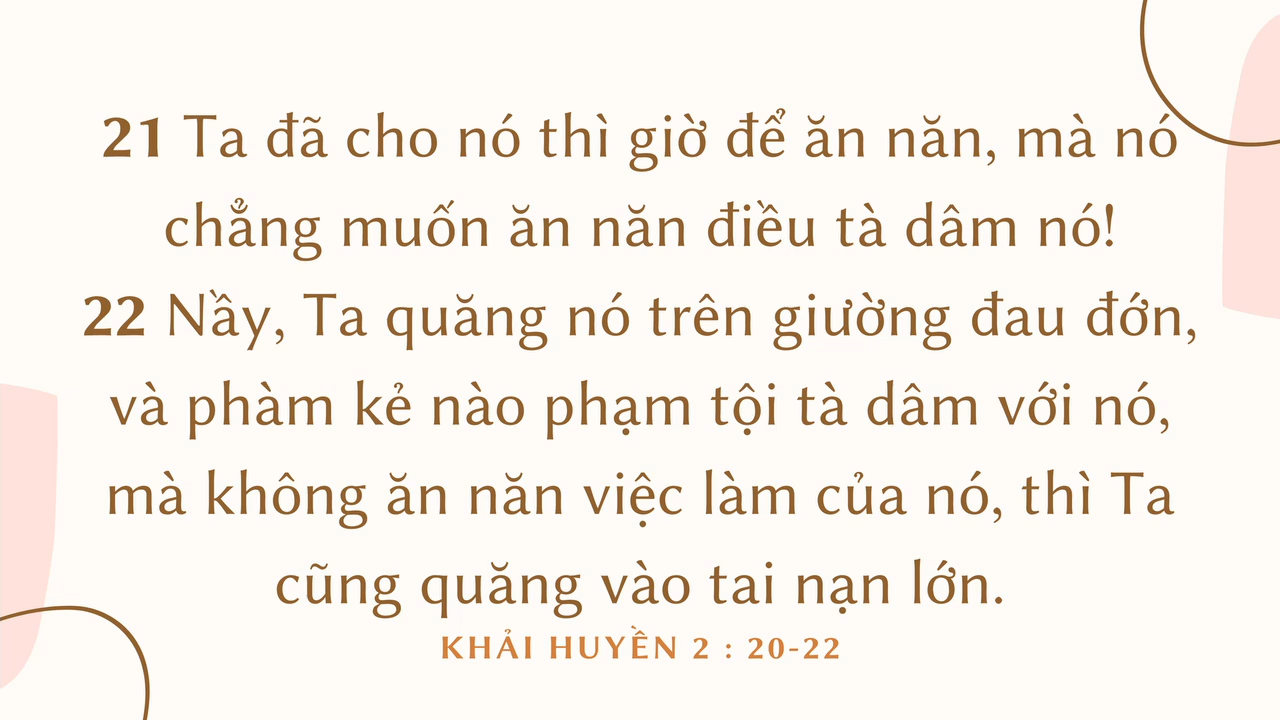 21 Ta đã cho nó thì giờ để ăn năn, mà nó
chẳng muốn ăn năn điều tà dâm nó!
22 Nầy, Ta quăng nó trên giường đau đớn,
và phàm kẻ nào phạm tội tà dâm với nó,
mà không ăn năn việc làm của nó, thì Ta
cũng quăng vào tai nạn lớn.
KHẢI HUYỀN 2 : 20-22